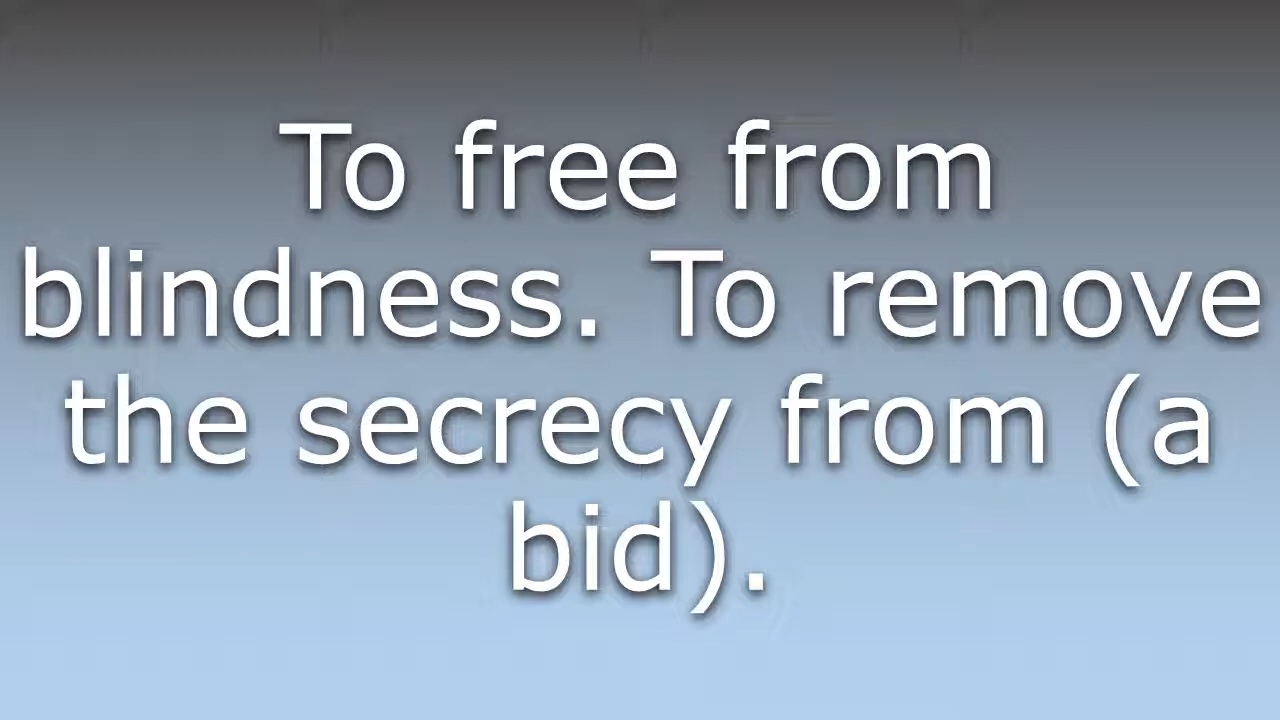 To free from
blindness. To remove
the secrecy from (a
bid).